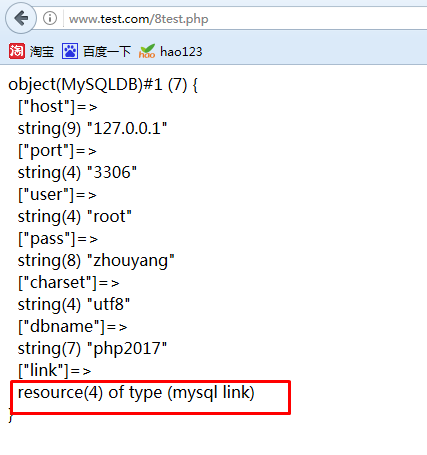 www.test.com/8test.php
淘 淘宝 百度一下 hao hao123
object(MySQLDB)#1 (7) {
["host"]=>
string(9) "127.0.0.1"
["port"]=>
string(4) "3306"
["user"]=>
string(4) "root"
["pass"]=>
string(8) "zhouyang"
["charset"]=>
string(4) "utf8"
["dbname"]=>
string(7) "php2017"
["link"]=>
resource(4) of type (mysql link)
}